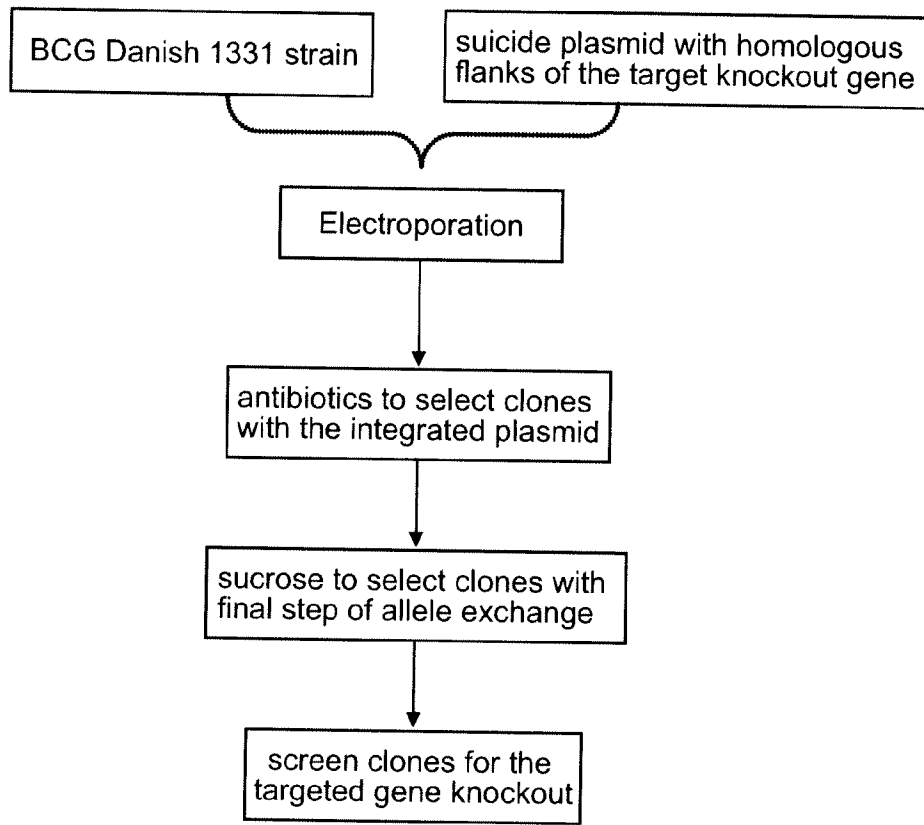 BCG Danish 1331 strain
suicide plasmid with homologous
flanks of the target knockout gene
Electroporation
antibiotics to select clones
with the integrated plasmid
sucrose to select clones with
final step of allele exchange
screen clones for the
targeted gene knockout